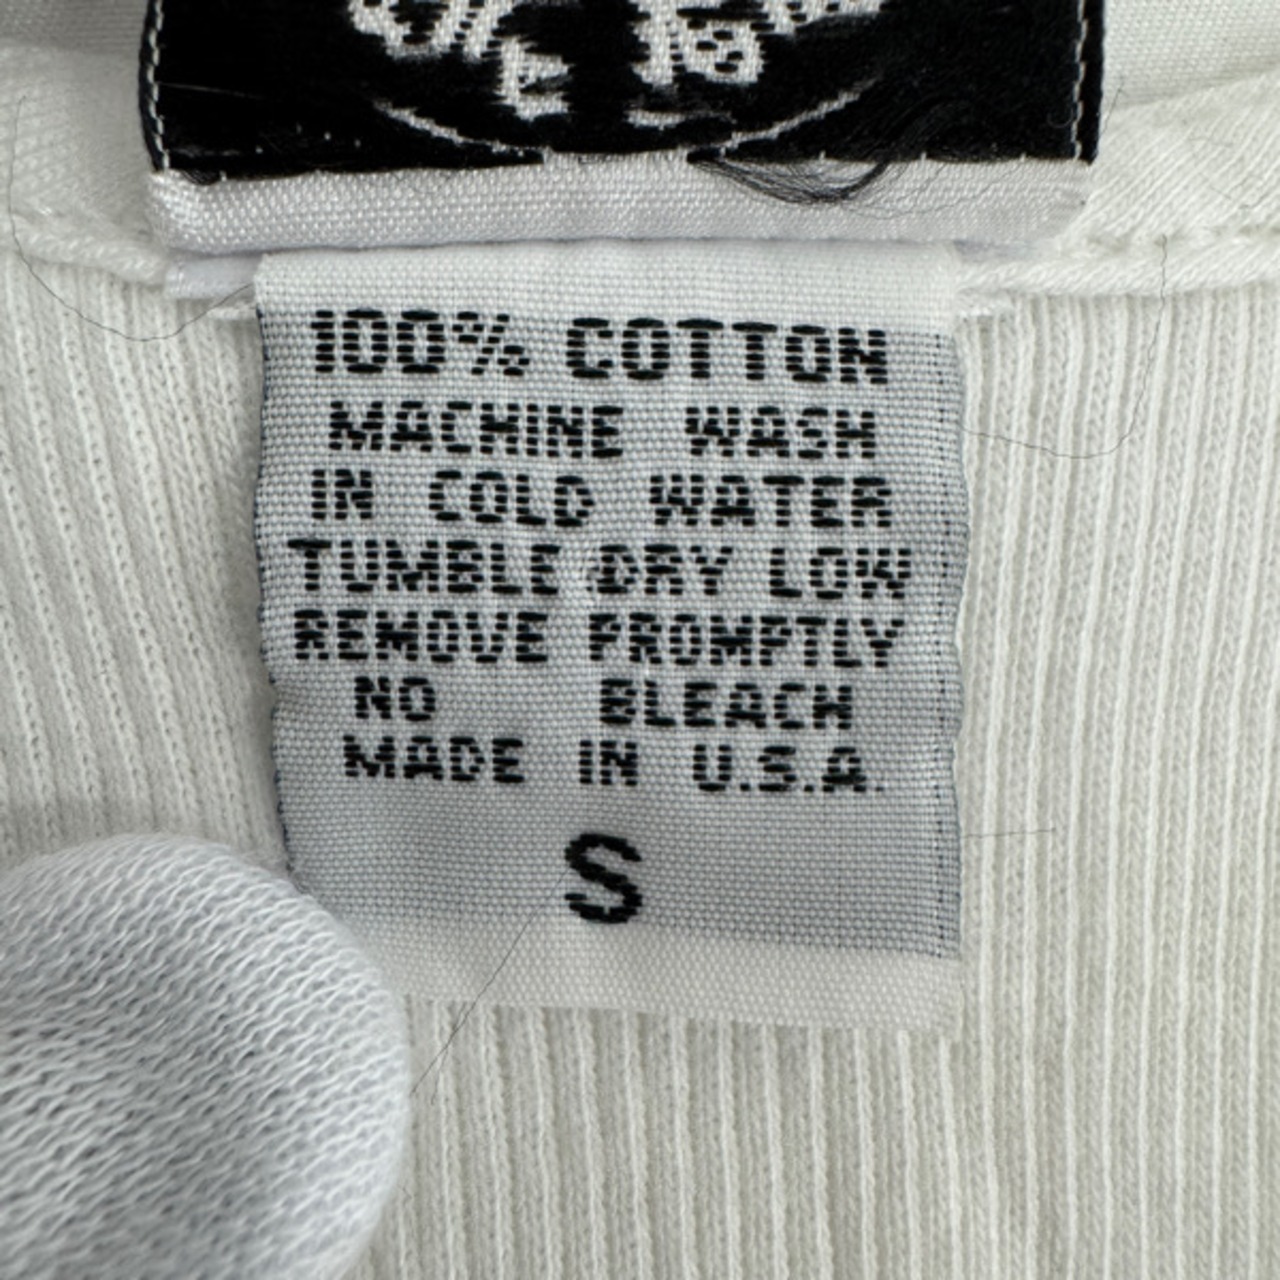 100% COTTON
MACHINE WASH
IN COLD WATER
TUMBLE DRY LOW
REMOVE PROMPTLY
NO BLEACH
MADE IN U.S.A.
S